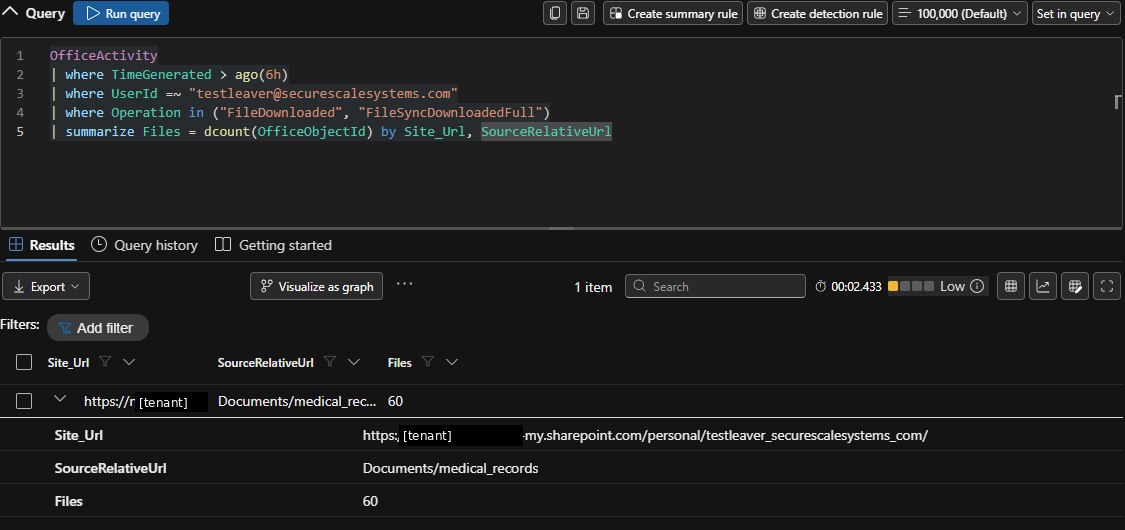 Query Run query Create summary rule Create detection rule 100,000 (Default) Set in query
1 OfficeActivity
2 | where TimeGenerated > ago(6h)
3 | where UserId =~ "testleaver@securescalesystems.com"
4 | where Operation in ("FileDownloaded", "FileSyncDownloadedFull")
5 | summarize Files = dcount(OfficeObjectId) by Site_Url, SourceRelativeUrl
Results Query history Getting started
Export Visualize as graph ... 1 item Search 00:02.433 Low
Filters: Add filter
Site_Url SourceRelativeUrl Files
https://r [tenant] Documents/medical_rec... 60
Site_Url https:/ [tenant] -my.sharepoint.com/personal/testleaver_securescalesystems_com/
SourceRelativeUrl Documents/medical_records
Files 60